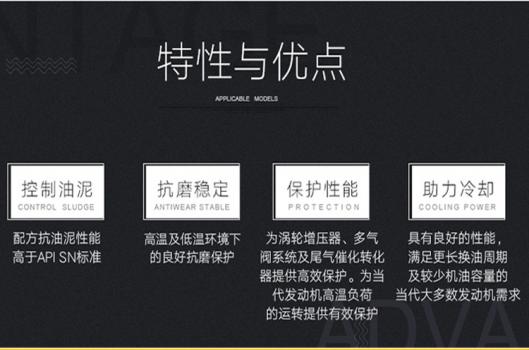 特性与优点
APPLICABLE MODELS
控制油泥
CONTROL SLUDGE
配方抗油泥性能
高于API SN标准
抗磨稳定
ANTIWEAR STABLE
高温及低温环境下
的良好抗磨保护
保护性能
PROTECTION
为涡轮增压器、多气
阀系统及尾气催化转化
器提供高效保护。为当
代发动机高温负荷
的运转提供有效保护
助力冷却
COOLING POWER
具有良好的性能，
满足更长换油周期
及较少机油容量的
当代大多数发动机需求
ADVA